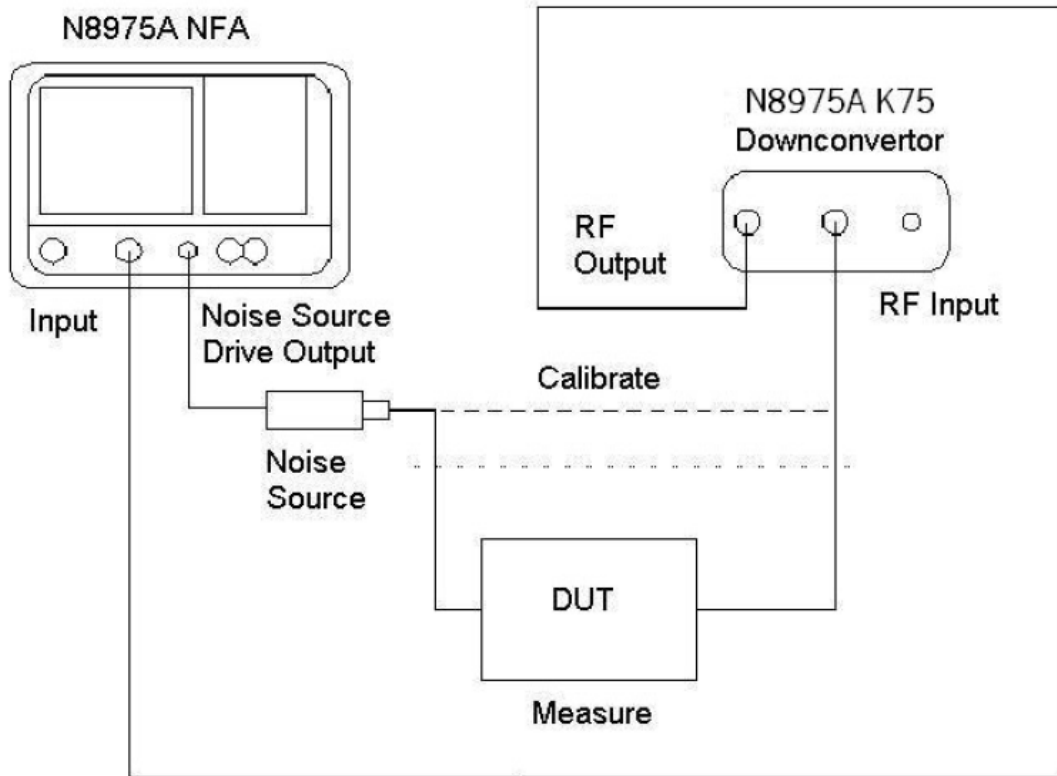 N8975A NFA
N8975A K75
Downconvertor
RF
Output
RF Input
Input
Noise Source
Drive Output
Calibrate
Noise
Source
DUT
Measure